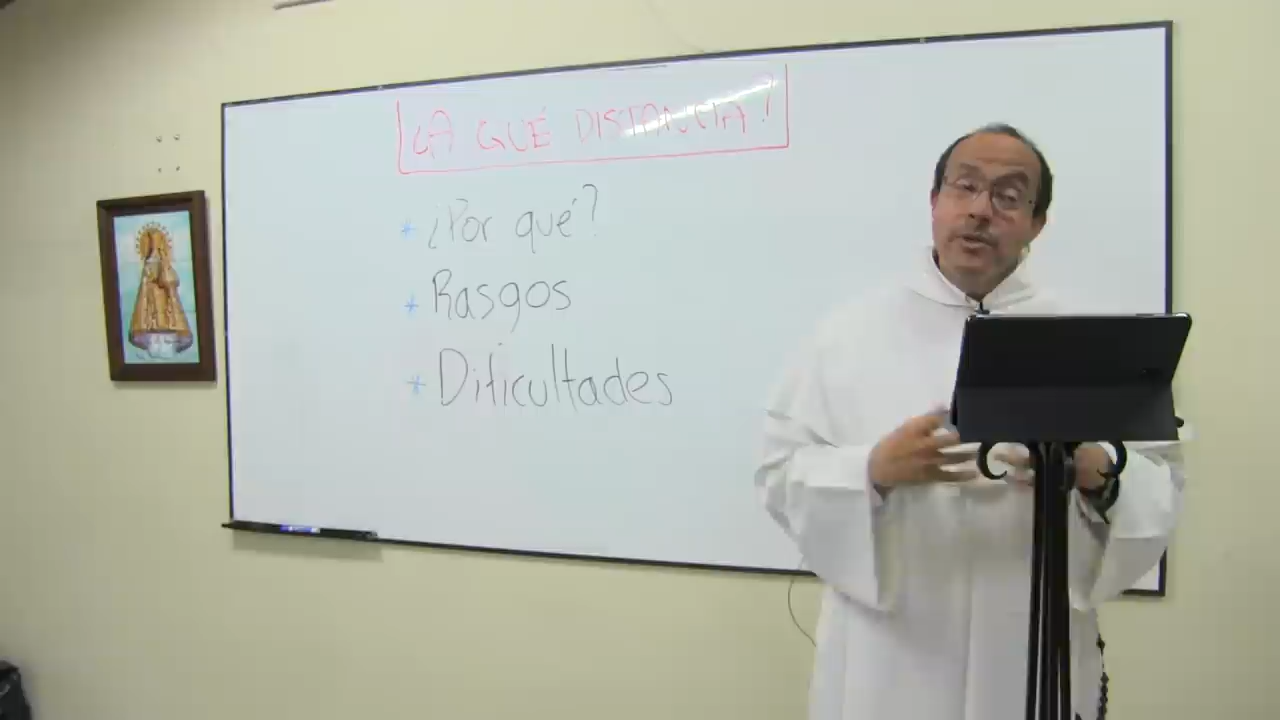 ¿A QUÉ DISTANCIA?
* ¿Por qué?
* Rasgos
* Dificultades